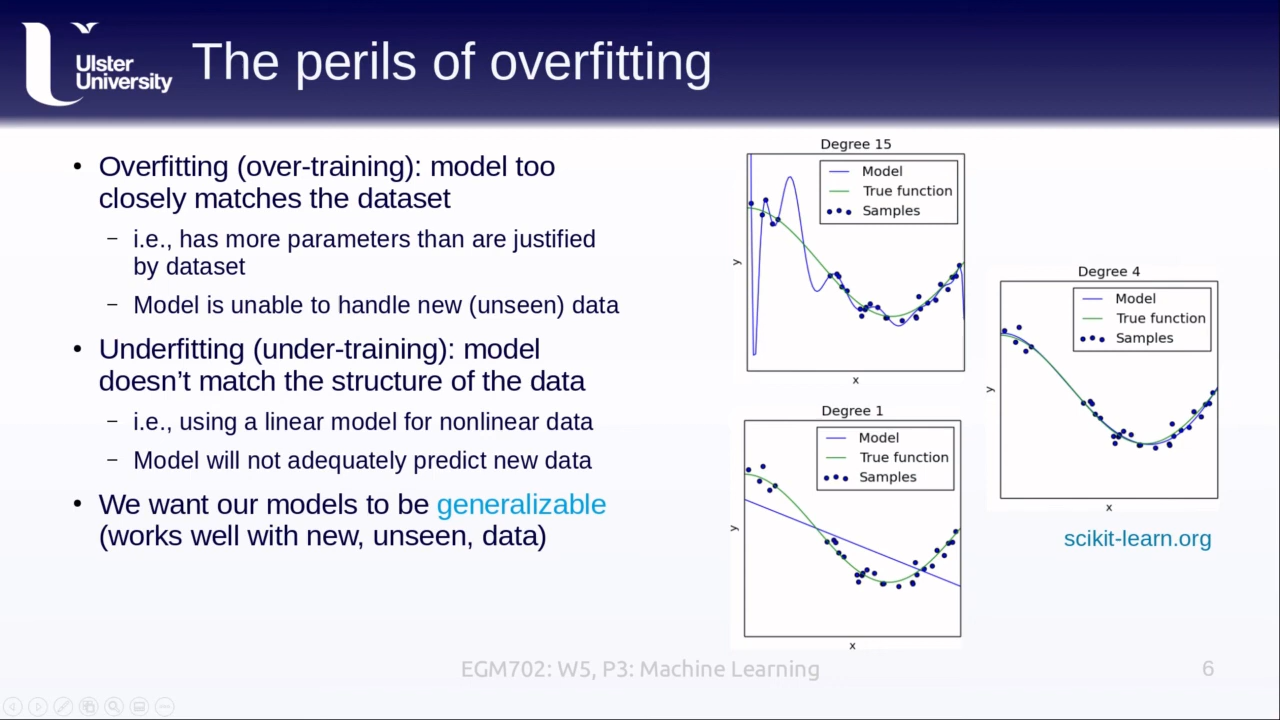 Ulster
University
The perils of overfitting
• Overfitting (over-training): model too
closely matches the dataset
– i.e., has more parameters than are justified
by dataset
– Model is unable to handle new (unseen) data
• Underfitting (under-training): model
doesn’t match the structure of the data
– i.e., using a linear model for nonlinear data
– Model will not adequately predict new data
• We want our models to be generalizable
(works well with new, unseen, data)
Degree 15
Model
True function
Samples
y
x
Degree 4
Model
True function
Samples
y
x
Degree 1
Model
True function
Samples
y
x
scikit-learn.org
EGM702: W5, P3: Machine Learning
6